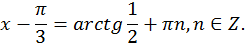 x − π/3 = arctg 1/2 + πn, n ∈ Z.